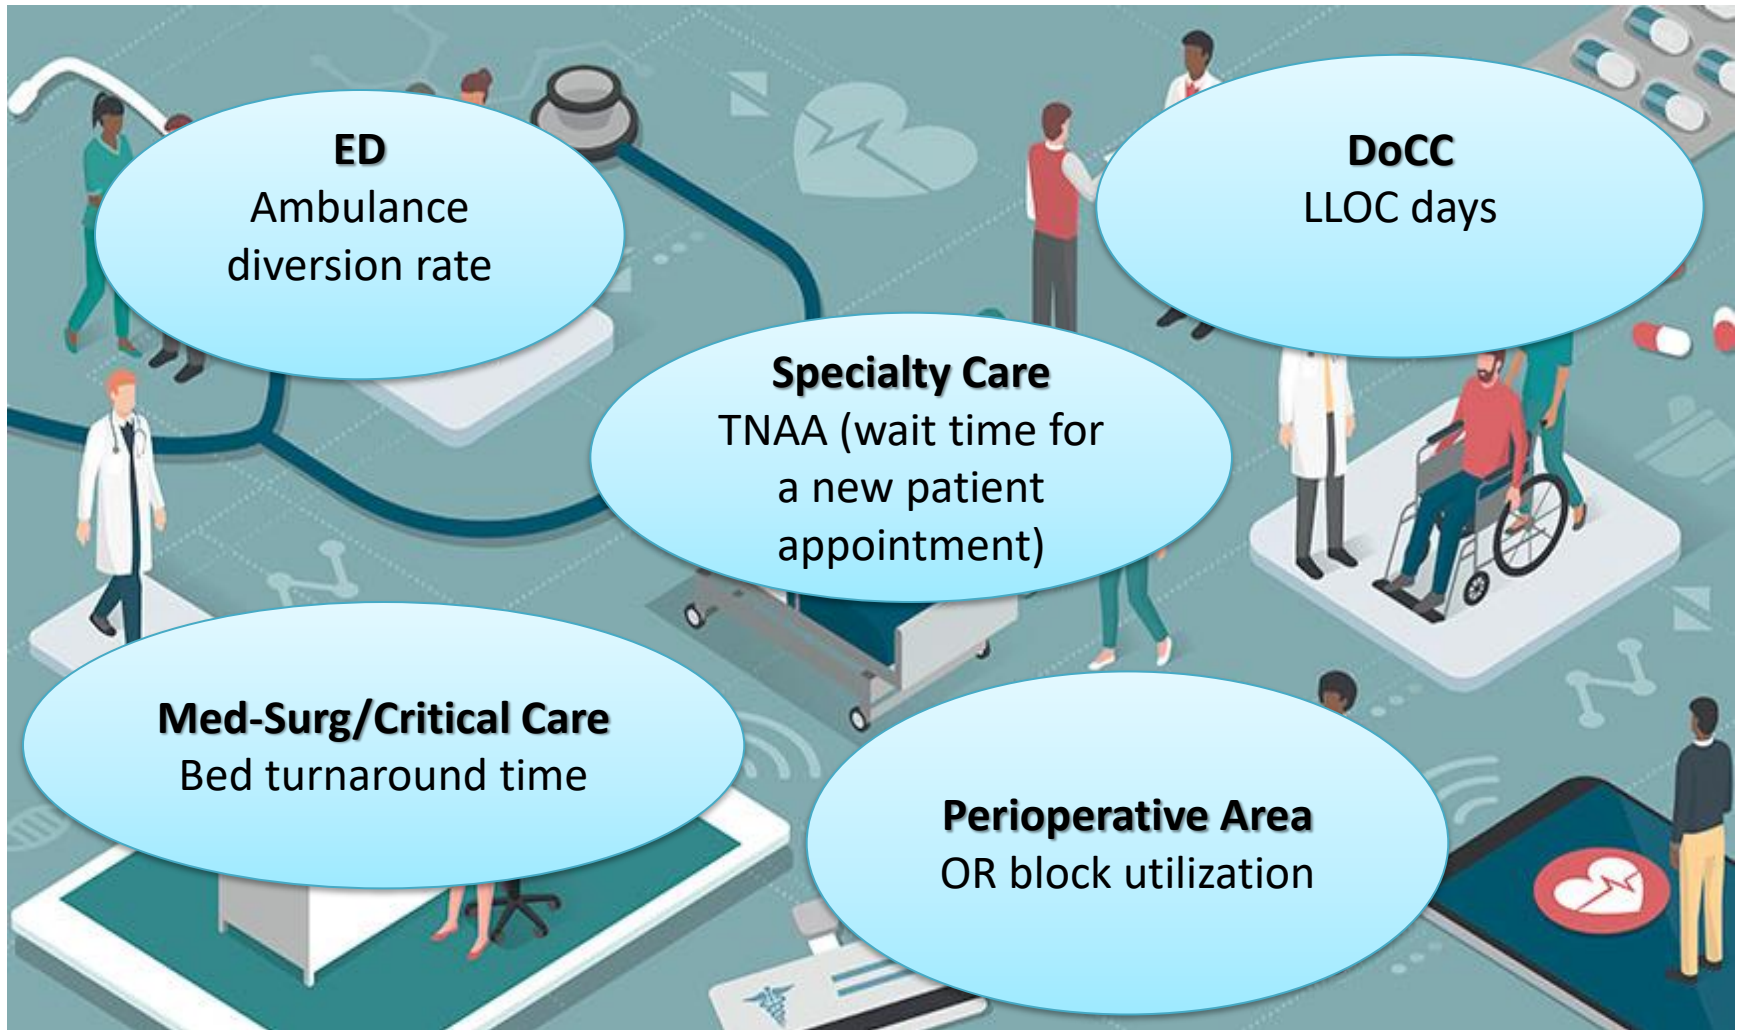 ED
Ambulance
diversion rate
DoCC
LLOC days
Specialty Care
TNAA (wait time for
a new patient
appointment)
Med-Surg/Critical Care
Bed turnaround time
Perioperative Area
OR block utilization